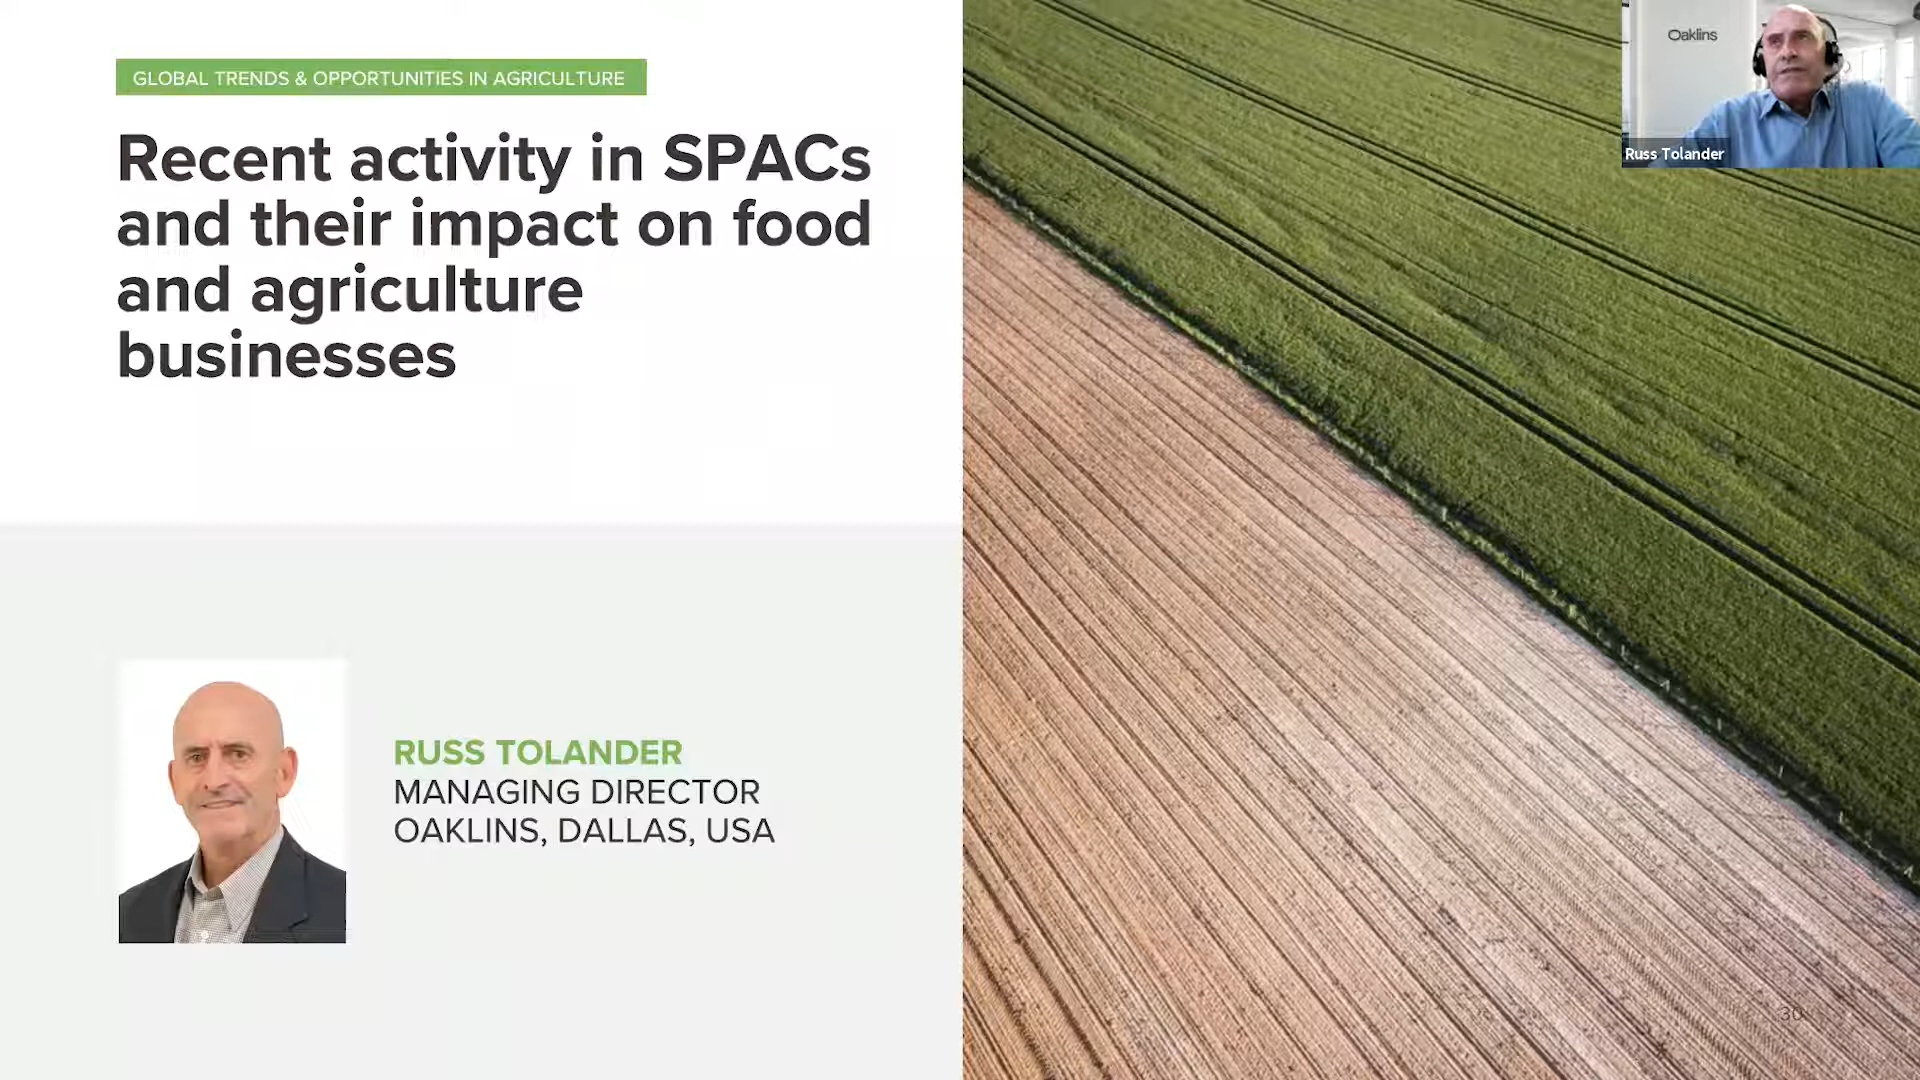 GLOBAL TRENDS & OPPORTUNITIES IN AGRICULTURE
Recent activity in SPACs
and their impact on food
and agriculture
businesses
RUSS TOLANDER
MANAGING DIRECTOR
OAKLINS, DALLAS, USA
Oaklins
Russ Tolander
30